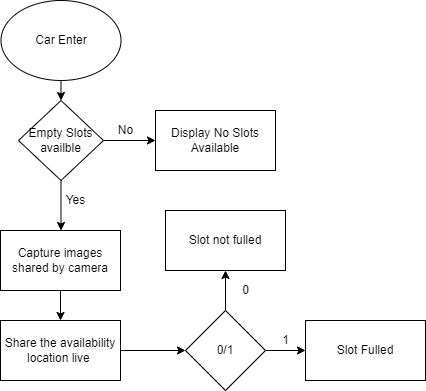 Car Enter
Empty Slots
availble
No
Display No Slots
Available
Yes
Capture images
shared by camera
Slot not fulled
0
Share the availability
location live
0/1
1
Slot Fulled